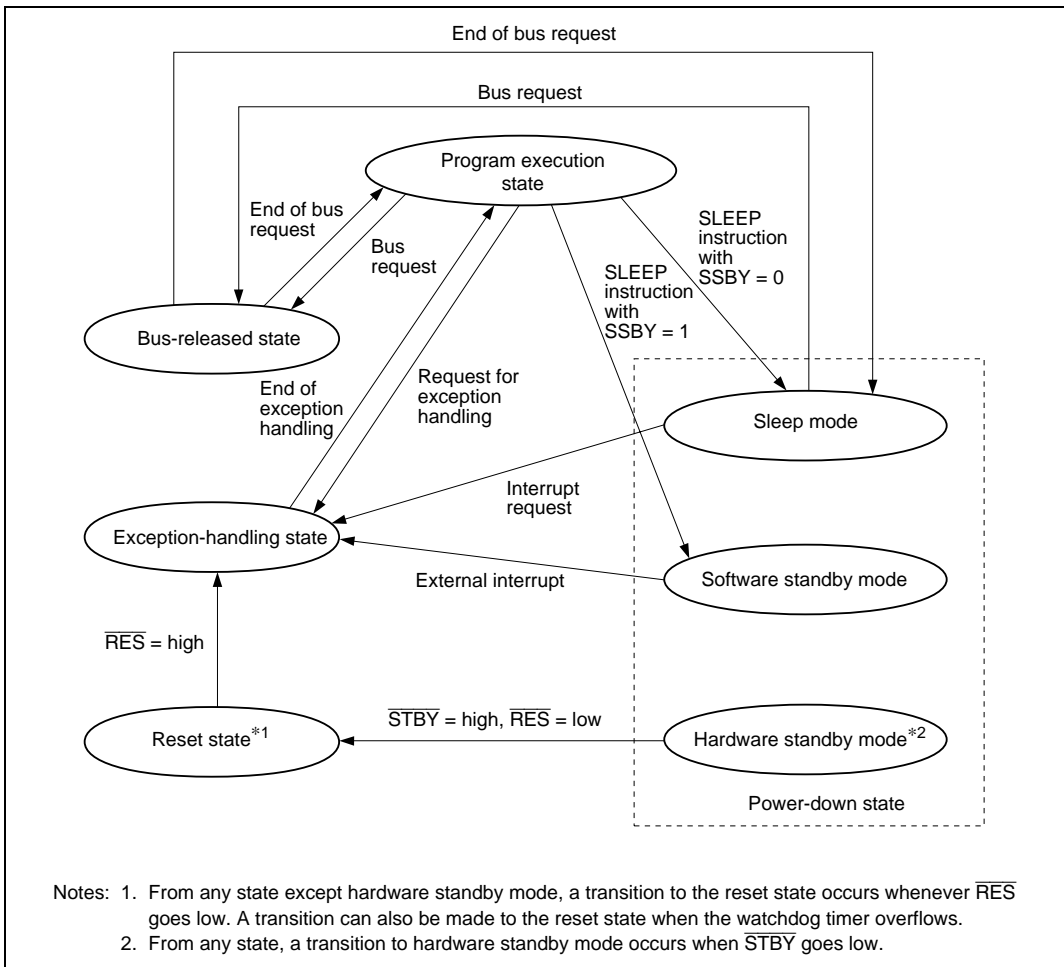 End of bus request
Bus request
Program execution
state
End of bus
request
Bus
request
SLEEP
instruction
with
SSBY = 0
SLEEP
instruction
with
SSBY = 1
Bus-released state
End of
exception
handling
Request for
exception
handling
Sleep mode
Interrupt
request
Exception-handling state
External interrupt
Software standby mode
R̅E̅S̅ = high
S̅T̅B̅Y̅ = high, R̅E̅S̅ = low
Reset state*1
Hardware standby mode*2
Power-down state
Notes: 1. From any state except hardware standby mode, a transition to the reset state occurs whenever R̅E̅S̅
goes low. A transition can also be made to the reset state when the watchdog timer overflows.
2. From any state, a transition to hardware standby mode occurs when S̅T̅B̅Y̅ goes low.